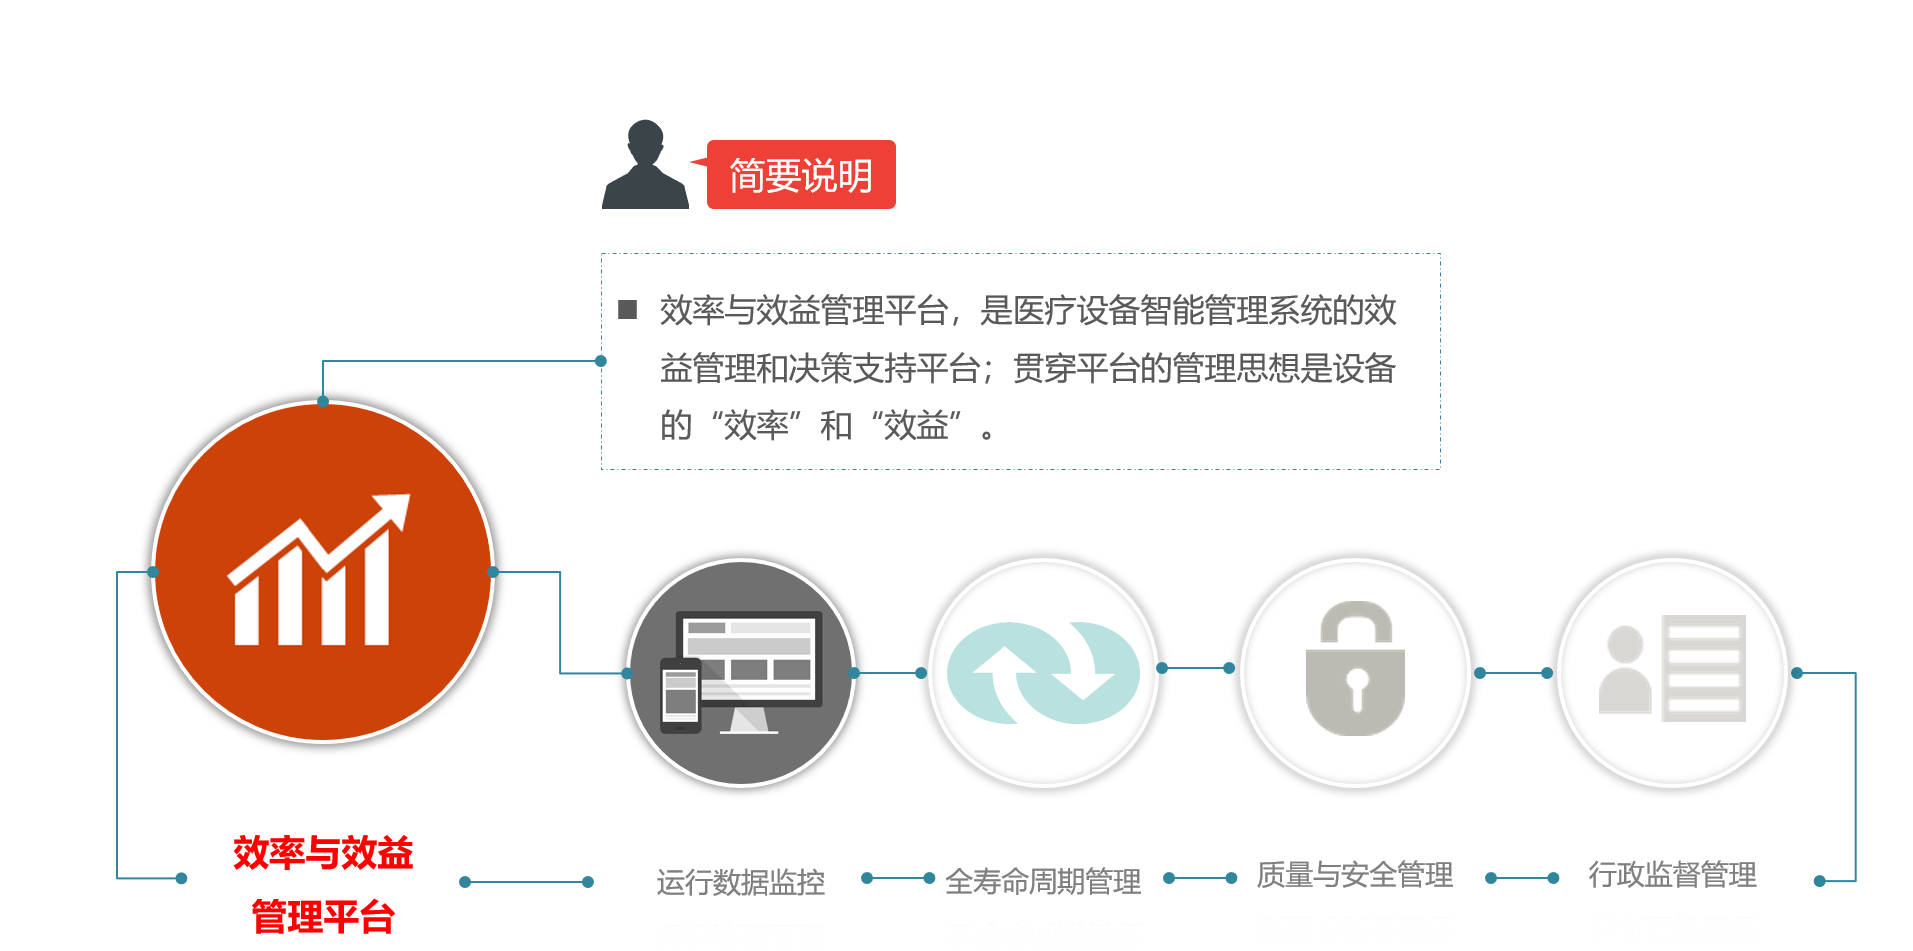 简要说明
■ 效率与效益管理平台，是医疗设备智能管理系统的效
益管理和决策支持平台；贯穿平台的管理思想是设备
的“效率”和“效益”。
效率与效益
管理平台
运行数据监控
全寿命周期管理
质量与安全管理
行政监督管理